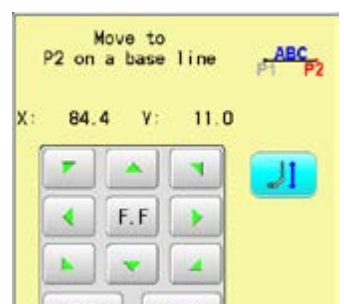 Move to
P2 on a base line
ABC
P1 P2
X: 84.4 Y: 11.0
F.F